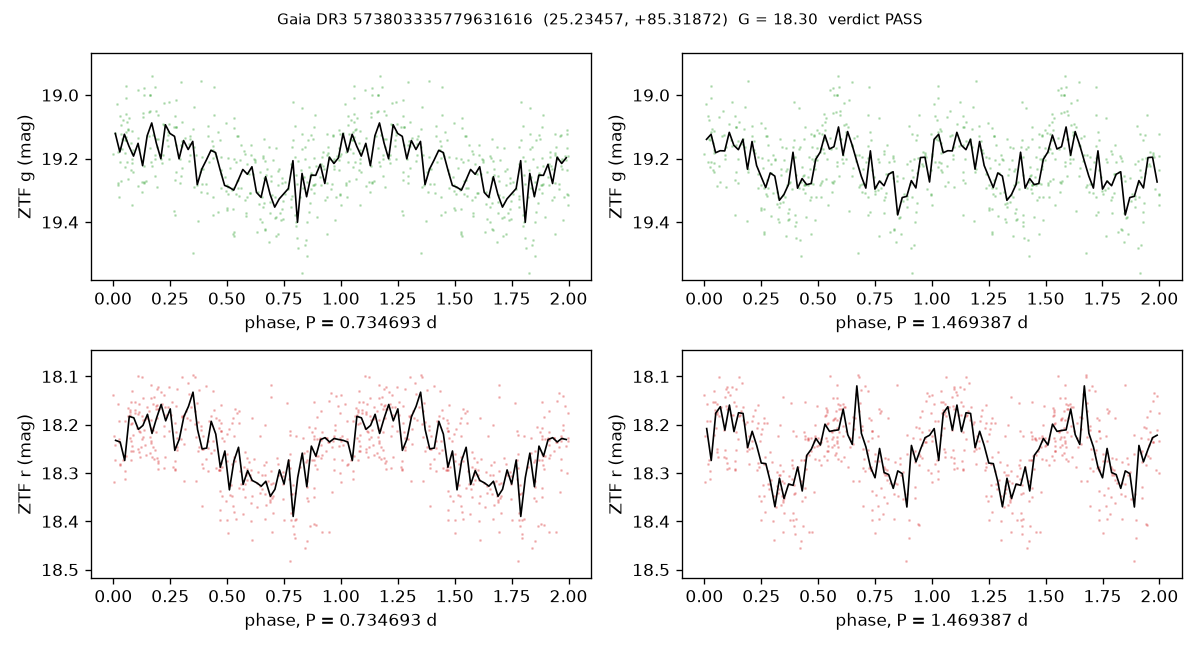 Gaia DR3 573803335779631616  (25.23457, +85.31872)  G = 18.30  verdict PASS
ZTF g (mag)
19.0
19.2
19.4
0.00 0.25 0.50 0.75 1.00 1.25 1.50 1.75 2.00
phase, P = 0.734693 d
ZTF g (mag)
19.0
19.2
19.4
0.00 0.25 0.50 0.75 1.00 1.25 1.50 1.75 2.00
phase, P = 1.469387 d
ZTF r (mag)
18.1
18.2
18.3
18.4
18.5
0.00 0.25 0.50 0.75 1.00 1.25 1.50 1.75 2.00
phase, P = 0.734693 d
ZTF r (mag)
18.1
18.2
18.3
18.4
18.5
0.00 0.25 0.50 0.75 1.00 1.25 1.50 1.75 2.00
phase, P = 1.469387 d